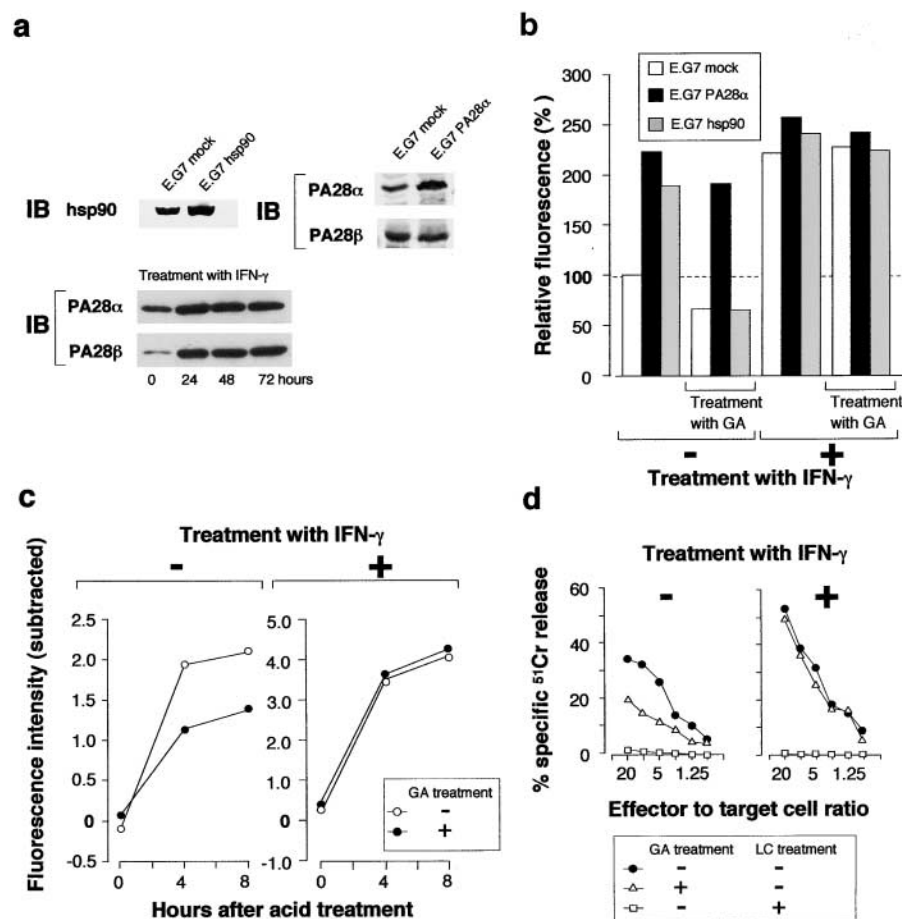 a
E.G7 mock
E.G7 hsp90
IB hsp90
E.G7 mock
E.G7 PA28α
IB
PA28α
PA28β
Treatment with IFN-γ
IB
PA28α
PA28β
0 24 48 72 hours
b
E.G7 mock
E.G7 PA28α
E.G7 hsp90
Relative fluorescence (%)
300
250
200
150
100
50
0
Treatment with GA
Treatment with GA
- +
Treatment with IFN-γ
c
Treatment with IFN-γ
- +
Fluorescence intensity (subtracted)
2.5
2.0
1.5
1.0
0.5
0
-0.5
5.0
4.0
3.0
2.0
1.0
0
-1.0
GA treatment
-
+
0 4 8
0 4 8
Hours after acid treatment
d
Treatment with IFN-γ
- +
% specific ⁵¹Cr release
60
40
20
0
20 5 1.25
20 5 1.25
Effector to target cell ratio
GA treatment LC treatment
- -
+ -
- +